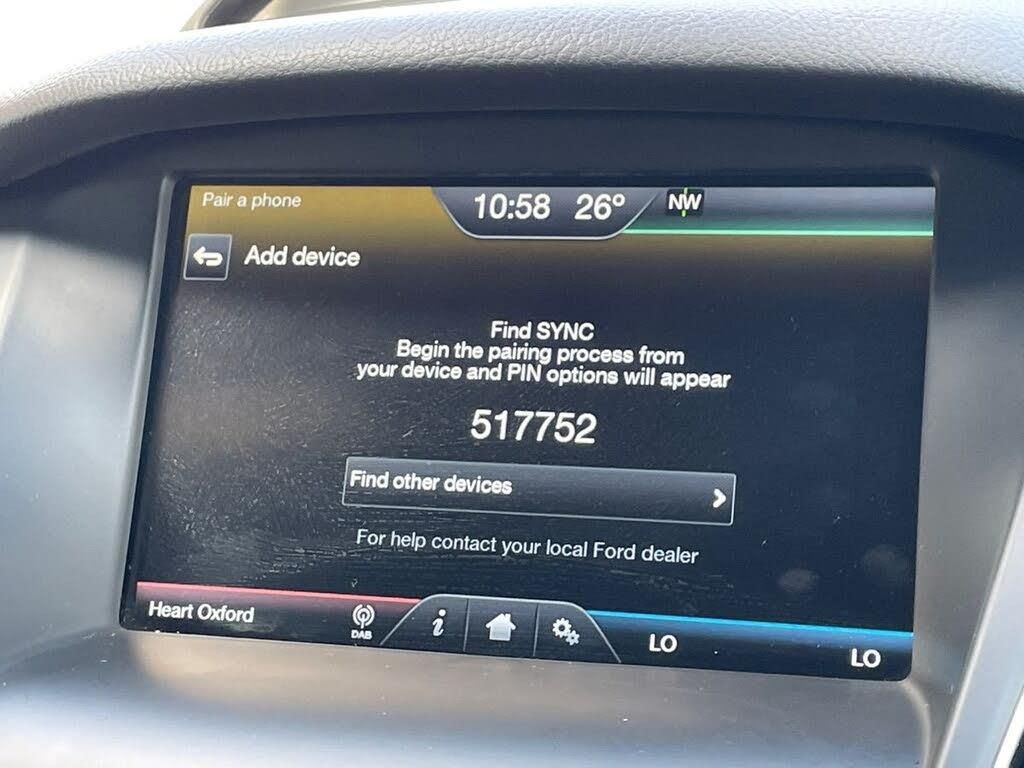 Pair a phone
10:58 26° NW
Add device
Find SYNC
Begin the pairing process from
your device and PIN options will appear
517752
Find other devices
For help contact your local Ford dealer
Heart Oxford
DAB
i
LO
LO